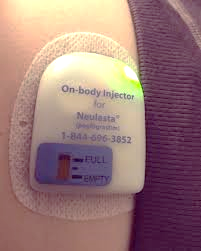 On-body Injector
for
Neulasta®
(pegfilgrastim)
1-844-696-3852
FULL
EMPTY